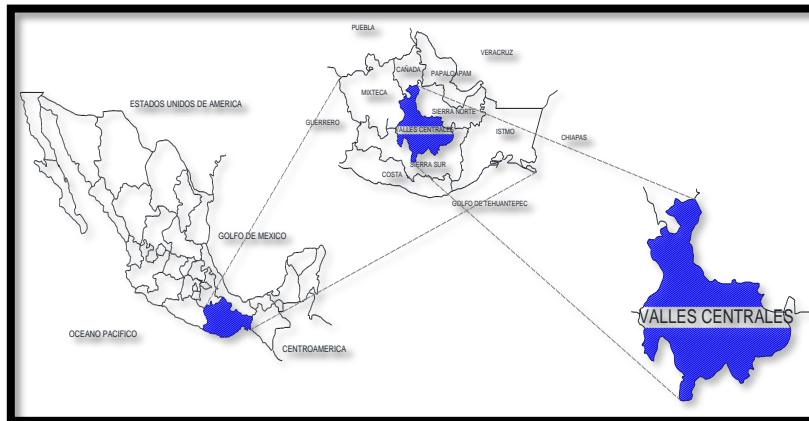 PUEBLA
VERACRUZ
CAÑADA
PAPALOAPAM
MIXTECA
ESTADOS UNIDOS DE AMERICA
SIERRA NORTE
GUERRERO
VALLES CENTRALES
ISTMO
CHIAPAS
SIERRA SUR
COSTA
GOLFO DE TEHUANTEPEC
GOLFO DE MEXICO
VALLES CENTRALES
OCEANO PACIFICO
CENTROAMERICA